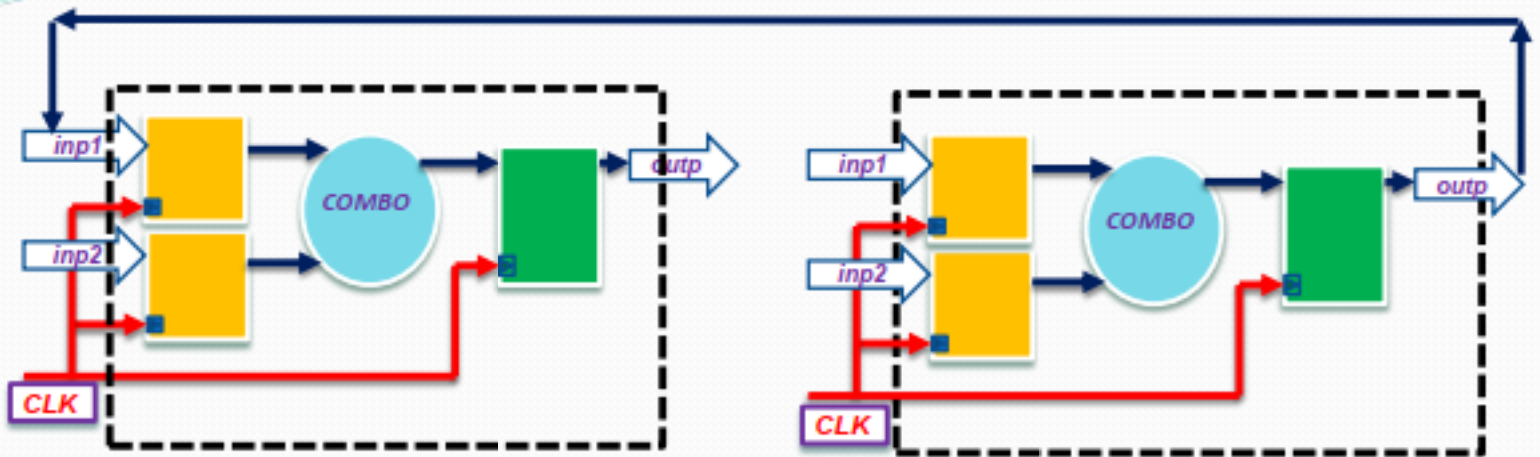 inp1
COMBO
outp
inp2
CLK
inp1
COMBO
outp
inp2
CLK